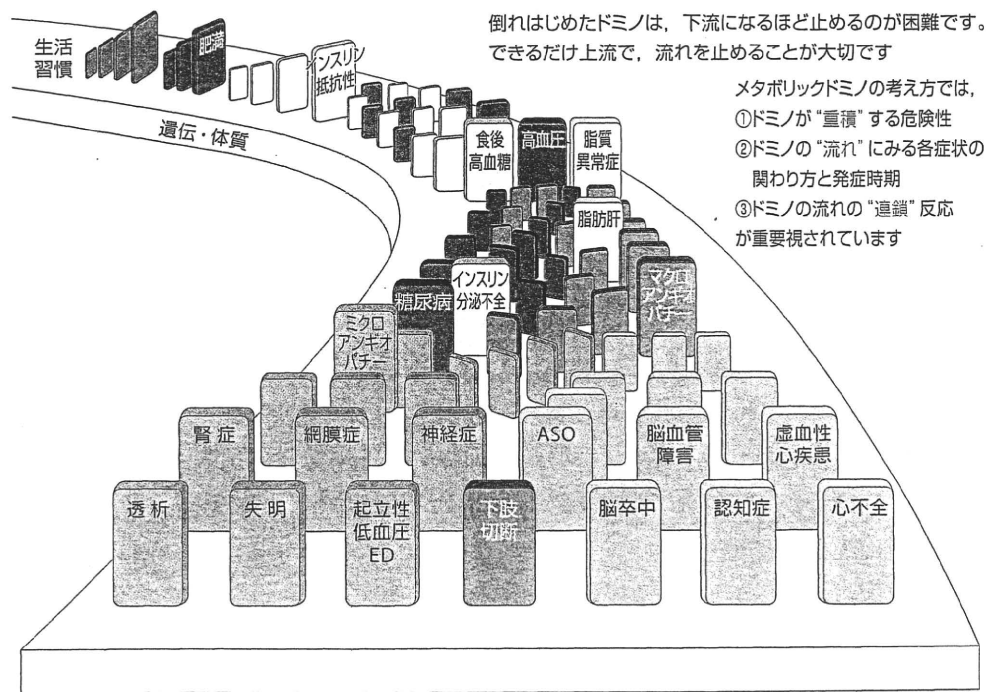 倒れはじめたドミノは，下流になるほど止めるのが困難です。
できるだけ上流で，流れを止めることが大切です
メタボリックドミノの考え方では，
①ドミノが“重積”する危険性
②ドミノの“流れ”にみる各症状の
関わり方と発症時期
③ドミノの流れの“連鎖”反応
が重要視されています
生活
習慣
肥満
インスリン
抵抗性
遺伝・体質
食後
高血糖
高血圧
脂質
異常症
脂肪肝
インスリン
分泌不全
糖尿病
マクロ
アンギオ
パチー
ミクロ
アンギオ
パチー
腎症
網膜症
神経症
ASO
脳血管
障害
虚血性
心疾患
透析
失明
起立性
低血圧
ED
下肢
切断
脳卒中
認知症
心不全